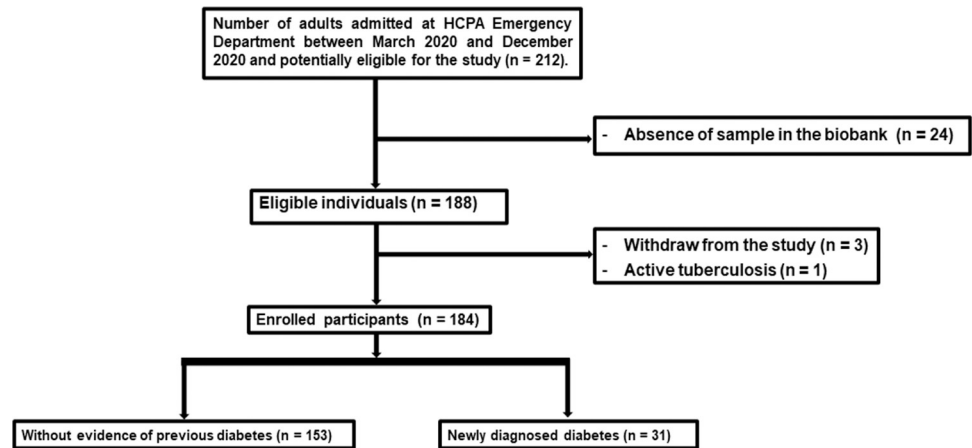 Number of adults admitted at HCPA Emergency
Department between March 2020 and December
2020 and potentially eligible for the study (n = 212).
- Absence of sample in the biobank (n = 24)
Eligible individuals (n = 188)
- Withdraw from the study (n = 3)
- Active tuberculosis (n = 1)
Enrolled participants (n = 184)
Without evidence of previous diabetes (n = 153)
Newly diagnosed diabetes (n = 31)